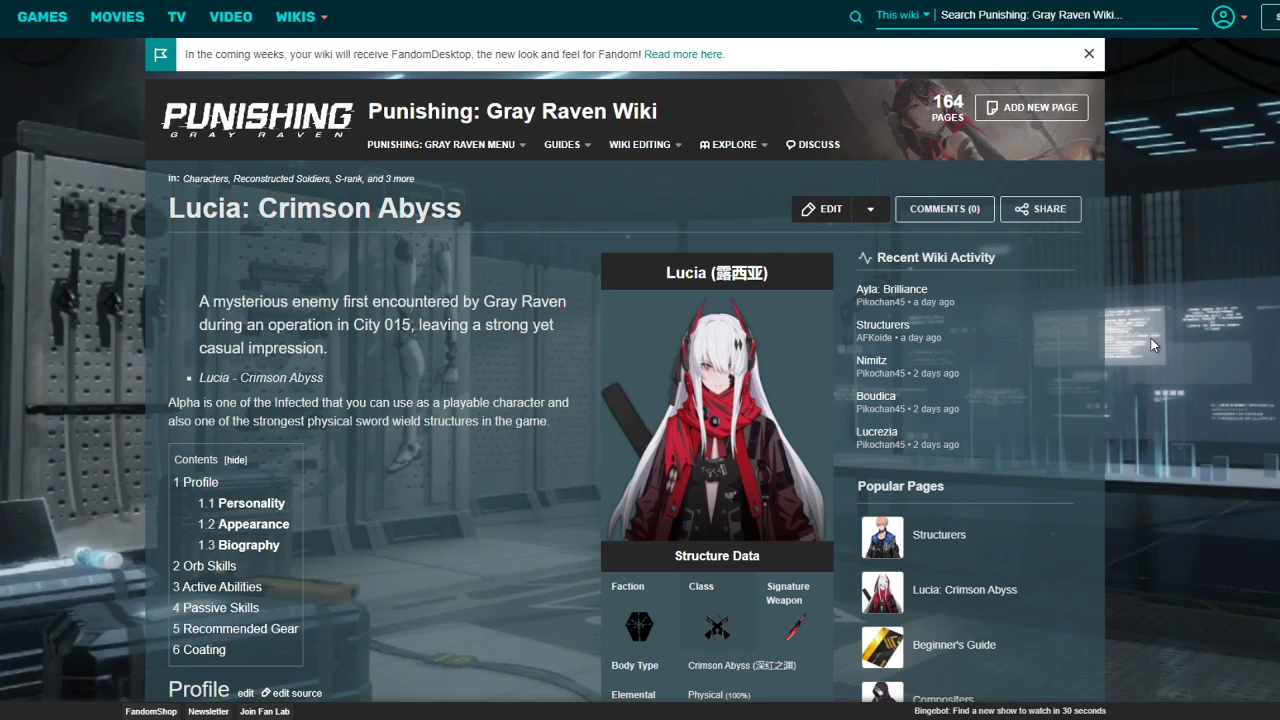 GAMES MOVIES TV VIDEO WIKIS
This wiki Search Punishing: Gray Raven Wiki...
In the coming weeks, your wiki will receive FandomDesktop, the new look and feel for Fandom! Read more here.
PUNISHING
GRAY RAVEN
Punishing: Gray Raven Wiki
164
PAGES
ADD NEW PAGE
PUNISHING: GRAY RAVEN MENU GUIDES WIKI EDITING EXPLORE DISCUSS
in: Characters, Reconstructed Soldiers, S-rank, and 3 more
Lucia: Crimson Abyss
EDIT COMMENTS (0) SHARE
A mysterious enemy first encountered by Gray Raven
during an operation in City 015, leaving a strong yet
casual impression.
Lucia - Crimson Abyss
Alpha is one of the Infected that you can use as a playable character and
also one of the strongest physical sword wield structures in the game:
Contents [hide]
1 Profile
1.1 Personality
1.2 Appearance
1.3 Biography
2 Orb Skills
3 Active Abilities
4 Passive Skills
5 Recommended Gear
6 Coating
Profile edit edit source
Lucia (露西亚)
Structure Data
Faction Class Signature
Weapon
Body Type Crimson Abyss (深红之渊)
Elemental Physical (100%)
Recent Wiki Activity
Ayla: Brilliance
Pikochan45 • a day ago
Structurers
AFKoide • a day ago
Nimitz
Pikochan45 • 2 days ago
Boudica
Pikochan45 • 2 days ago
Lucrezia
Pikochan45 • 2 days ago
Popular Pages
Structurers
Lucia: Crimson Abyss
Beginner's Guide
Compositers
FandomShop Newsletter Join Fan Lab
Bingebot: Find a new show to watch in 30 seconds